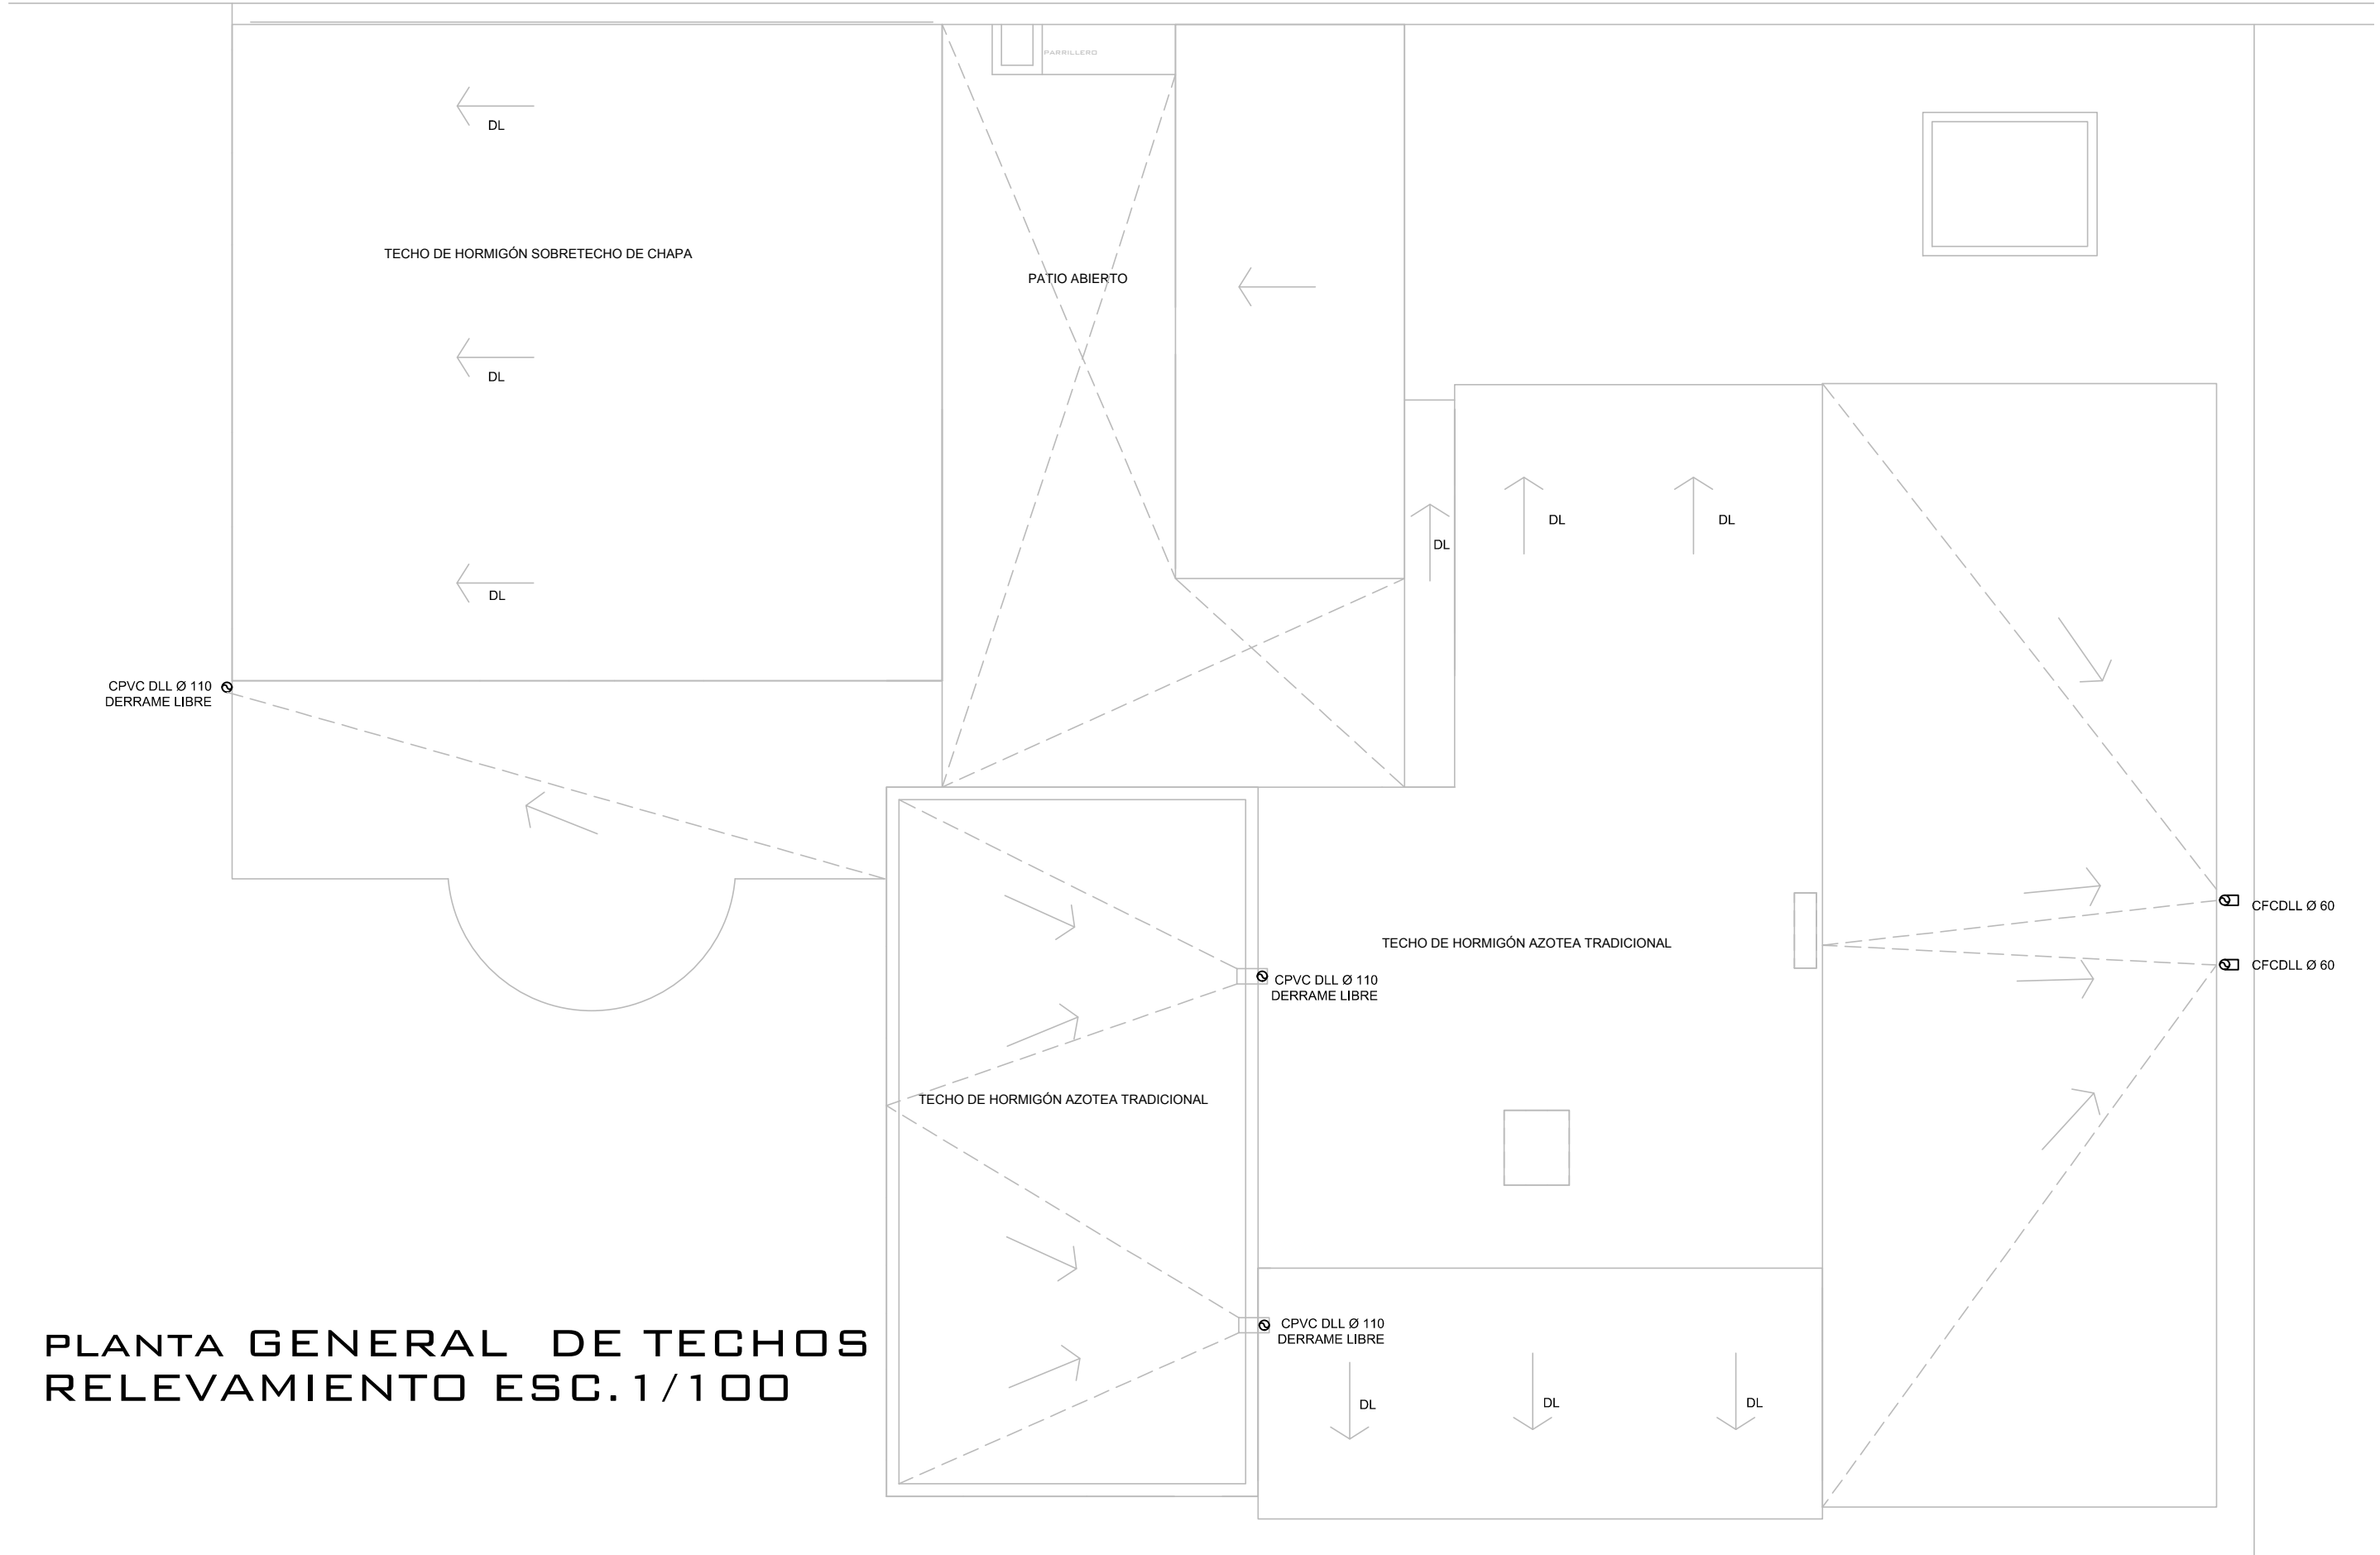 PARRILLERO
DL
TECHO DE HORMIGÓN SOBRETECHO DE CHAPA
PATIO ABIERTO
DL
DL
DL
DL
DL
CPVC DLL Ø 110
DERRAME LIBRE
CFCDLL Ø 60
TECHO DE HORMIGÓN AZOTEA TRADICIONAL
CFCDLL Ø 60
CPVC DLL Ø 110
DERRAME LIBRE
TECHO DE HORMIGÓN AZOTEA TRADICIONAL
CPVC DLL Ø 110
DERRAME LIBRE
DL
DL
DL
PLANTA GENERAL DE TECHOS
RELEVAMIENTO ESC.1/100